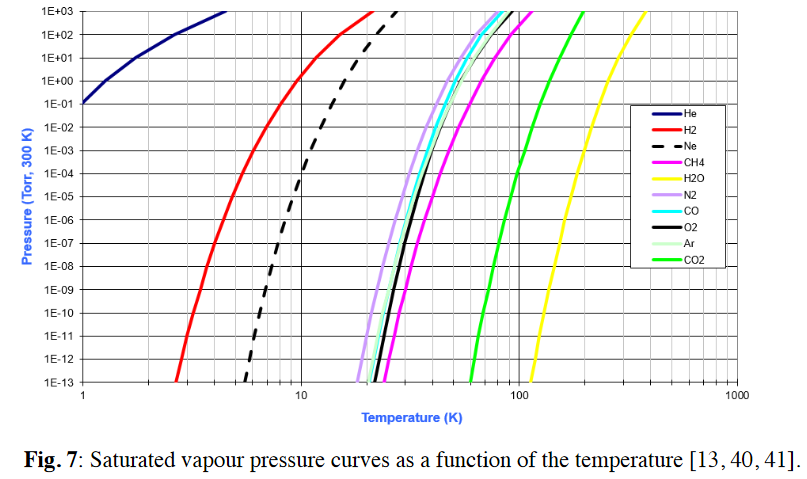 1E+03
1E+02
1E+01
1E+00
1E-01
1E-02
1E-03
1E-04
1E-05
1E-06
1E-07
1E-08
1E-09
1E-10
1E-11
1E-12
1E-13
Pressure (Torr, 300 K)
He
H2
Ne
CH4
H2O
N2
CO
O2
Ar
CO2
1 10 100 1000
Temperature (K)
Fig. 7: Saturated vapour pressure curves as a function of the temperature [13, 40, 41].